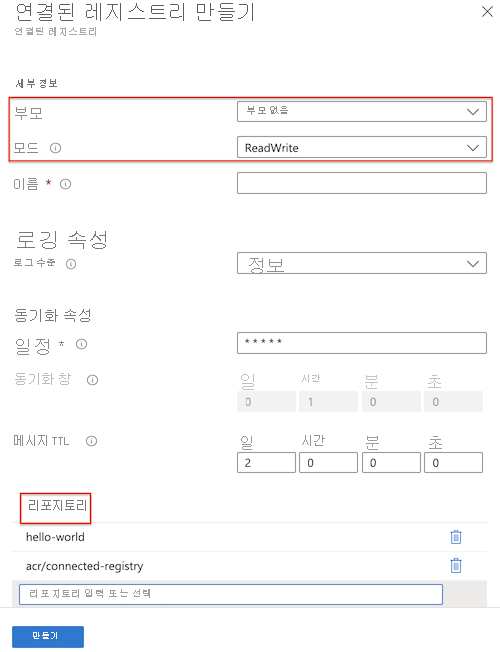 연결된 레지스트리 만들기
연결된 레지스트리
세부 정보
부모 부모 없음
모드 ReadWrite
이름 *
로깅 속성
로그 수준 정보
동기화 속성
일정 * * * * * *
동기화 창 일 시간 분 초
0 1 0 0
메시지 TTL 일 시간 분 초
2 0 0 0
리포지토리
hello-world
acr/connected-registry
리포지토리 입력 또는 선택
만들기